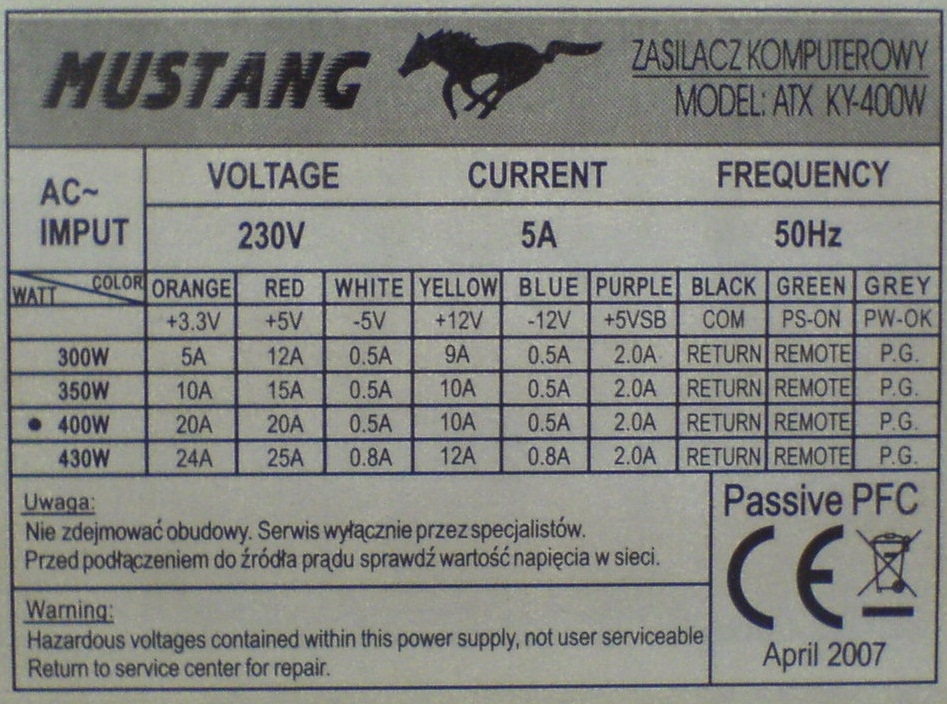 MUSTANG
ZASILACZ KOMPUTEROWY
MODEL: ATX KY-400W
AC~ IMPUT
VOLTAGE CURRENT FREQUENCY
230V 5A 50Hz
WATT COLOR ORANGE RED WHITE YELLOW BLUE PURPLE BLACK GREEN GREY
+3.3V +5V -5V +12V -12V +5VSB COM PS-ON PW-OK
300W 5A 12A 0.5A 9A 0.5A 2.0A RETURN REMOTE P.G.
350W 10A 15A 0.5A 10A 0.5A 2.0A RETURN REMOTE P.G.
● 400W 20A 20A 0.5A 10A 0.5A 2.0A RETURN REMOTE P.G.
430W 24A 25A 0.8A 12A 0.8A 2.0A RETURN REMOTE P.G.
Uwaga:
Nie zdejmować obudowy. Serwis wyłącznie przez specjalistów.
Przed podłączeniem do źródła prądu sprawdź wartość napięcia w sieci.
Warning:
Hazardous voltages contained within this power supply, not user serviceable
Return to service center for repair.
Passive PFC
CE
April 2007